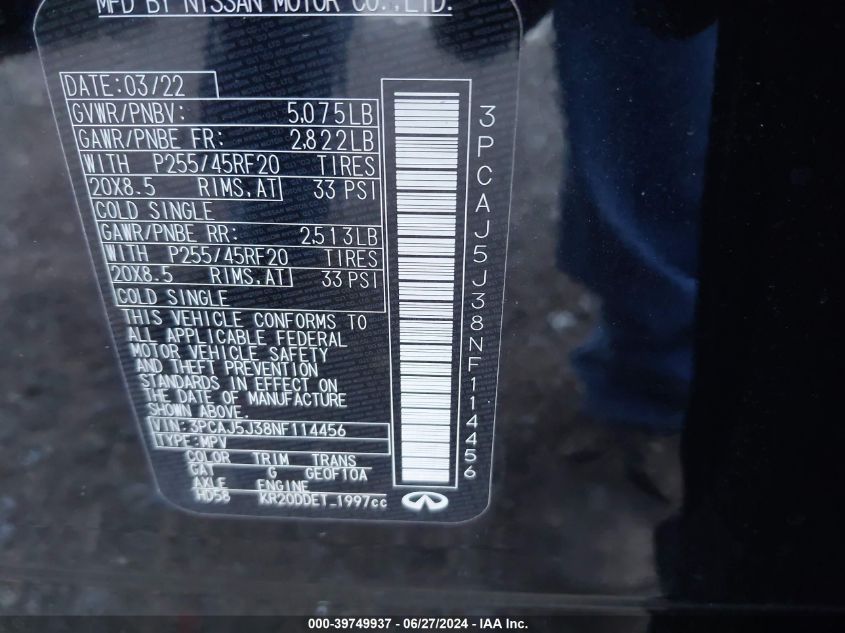 MFD BY NISSAN MOTOR CO.,LTD.
DATE:03/22
GVWR/PNBV: 5,075LB
GAWR/PNBE FR: 2,822LB
WITH P255/45RF20 TIRES
20X8.5 RIMS,AT 33 PSI
COLD SINGLE
GAWR/PNBE RR: 2,513LB
WITH P255/45RF20 TIRES
20X8.5 RIMS,AT 33 PSI
COLD SINGLE
THIS VEHICLE CONFORMS TO
ALL APPLICABLE FEDERAL
MOTOR VEHICLE SAFETY
AND THEFT PREVENTION
STANDARDS IN EFFECT ON
THE DATE OF MANUFACTURE
SHOWN ABOVE.
VIN:3PCAJ5J38NF114456
TYPE:MPV
COLOR TRIM TRANS
GAT G GE0F10A
AXLE ENGINE
HD58 KR20DDET_1997cc
3PCAJ5J38NF114456
000-39749937 - 06/27/2024 - IAA Inc.